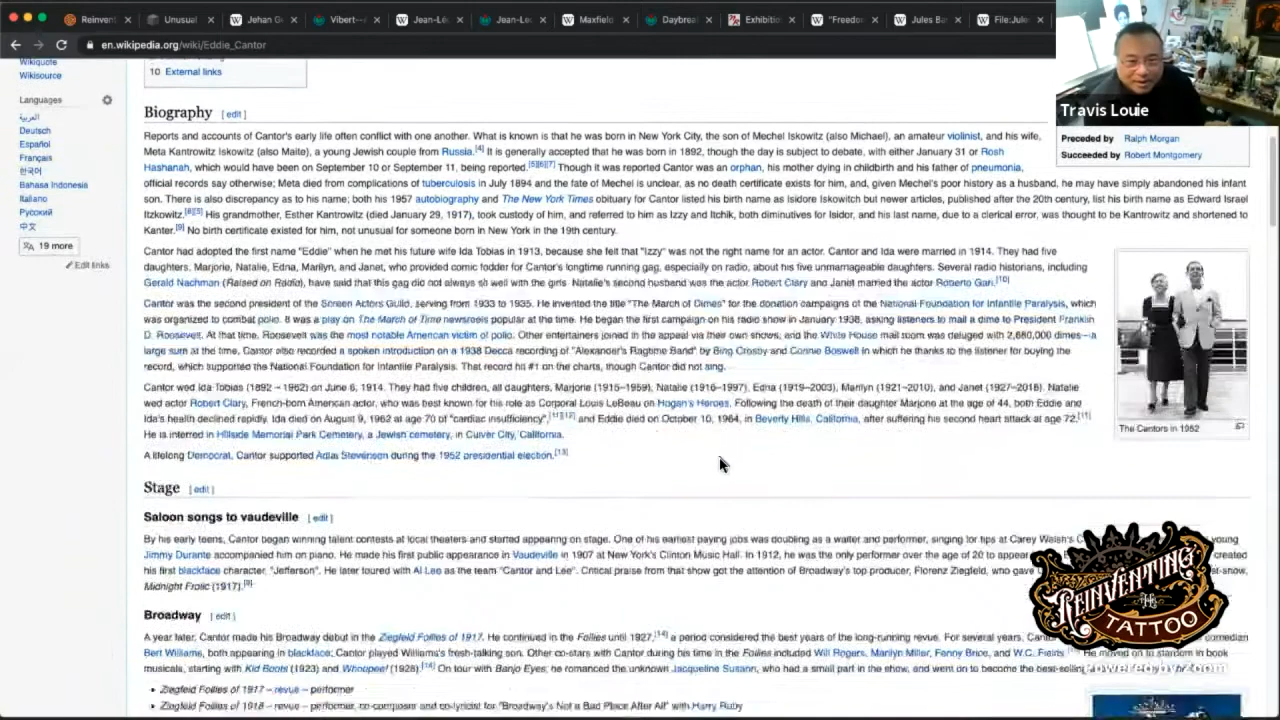 Reinvent
Unusual
Jehan G
Vibert--
Jean-Lé
Jean-Leo
Maxfield
Daybrea
Exhibitio
"Freedo
Jules Ba
File:Jule
en.wikipedia.org/wiki/Eddie_Cantor
Travis Louie
Wikiquote
Wikisource
Languages
العربية
Deutsch
Español
Français
한국어
Bahasa Indonesia
Italiano
Русский
中文
19 more
Edit links
10 External links
Biography [ edit ]
Preceded by Ralph Morgan
Succeeded by Robert Montgomery
Reports and accounts of Cantor's early life often conflict with one another. What is known is that he was born in New York City, the son of Mechel Iskowitz (also Michael), an amateur violinist, and his wife,
Meta Kantrowitz Iskowitz (also Maite), a young Jewish couple from Russia.[4] It is generally accepted that he was born in 1892, though the day is subject to debate, with either January 31 or Rosh
Hashanah, which would have been on September 10 or September 11, being reported.[5][6][7] Though it was reported Cantor was an orphan, his mother dying in childbirth and his father of pneumonia,
official records say otherwise; Meta died from complications of tuberculosis in July 1894 and the fate of Mechel is unclear, as no death certificate exists for him, and, given Mechel's poor history as a husband, he may have simply abandoned his infant
son. There is also discrepancy as to his name; both his 1957 autobiography and The New York Times obituary for Cantor listed his birth name as Isidore Iskowitch but newer articles, published after the 20th century, list his birth name as Edward Israel
Itzkowitz.[8][5] His grandmother, Esther Kantrowitz (died January 29, 1917), took custody of him, and referred to him as Izzy and Itchik, both diminutives for Isidor, and his last name, due to a clerical error, was thought to be Kantrowitz and shortened to
Kanter.[9] No birth certificate existed for him, not unusual for someone born in New York in the 19th century.
Cantor had adopted the first name "Eddie" when he met his future wife Ida Tobias in 1913, because she felt that "Izzy" was not the right name for an actor. Cantor and Ida were married in 1914. They had five
daughters, Marjorie, Natalie, Edna, Marilyn, and Janet, who provided comic fodder for Cantor's longtime running gag, especially on radio, about his five unmarriageable daughters. Several radio historians, including
Gerald Nachman (Raised on Radio), have said that this gag did not always sit well with the girls. Natalie's second husband was the actor Robert Clary and Janet married the actor Roberto Gari.[10]
Cantor was the second president of the Screen Actors Guild, serving from 1933 to 1935. He invented the title "The March of Dimes" for the donation campaigns of the National Foundation for Infantile Paralysis, which
was organized to combat polio. It was a play on The March of Time newsreels popular at the time. He began the first campaign on his radio show in January 1938, asking listeners to mail a dime to President Franklin
D. Roosevelt. At that time, Roosevelt was the most notable American victim of polio. Other entertainers joined in the appeal via their own shows, and the White House mail room was deluged with 2,680,000 dimes—a
large sum at the time. Cantor also recorded a spoken introduction on a 1938 Decca recording of "Alexander's Ragtime Band" by Bing Crosby and Connie Boswell in which he thanks to the listener for buying the
record, which supported the National Foundation for Infantile Paralysis. That record his #1 on the charts, though Cantor did not sing.
Cantor wed Ida Tobias (1892 – 1962) on June 6, 1914. They had five children, all daughters, Marjorie (1915–1959), Natalie (1916–1997), Edna (1919–2003), Marilyn (1921–2010), and Janet (1927–2018). Natalie
wed actor Robert Clary, French-born American actor, who was best known for his role as Corporal Louis LeBeau on Hogan's Heroes. Following the death of their daughter Marjorie at the age of 44, both Eddie and
Ida's health declined rapidly. Ida died on August 9, 1962 at age 70 of "cardiac insufficiency",[11][12] and Eddie died on October 10, 1964, in Beverly Hills, California, after suffering his second heart attack at age 72.[11]
He is interred in Hillside Memorial Park Cemetery, a Jewish cemetery, in Culver City, California.
A lifelong Democrat, Cantor supported Adlai Stevenson during the 1952 presidential election.[13]
The Cantors in 1952
Stage [ edit ]
Saloon songs to vaudeville [ edit ]
By his early teens, Cantor began winning talent contests at local theaters and started appearing on stage. One of his earliest paying jobs was doubling as a waiter and performer, singing for tips at Carey Walsh's C young
Jimmy Durante accompanied him on piano. He made his first public appearance in Vaudeville in 1907 at New York's Clinton Music Hall. In 1912, he was the only performer over the age of 20 to appear created
his first blackface character, "Jefferson". He later toured with Al Lee as the team "Cantor and Lee". Critical praise from that show got the attention of Broadway's top producer, Florenz Ziegfeld, who gave
Midnight Frolic (1917).[9]
Broadway [ edit ]
A year later, Cantor made his Broadway debut in the Ziegfeld Follies of 1917. He continued in the Follies until 1927,[14] a period considered the best years of the long-running revue. For several years, comedian
Bert Williams, both appearing in blackface; Cantor played Williams's fresh-talking son. Other co-stars with Cantor during his time in the Follies included Will Rogers, Marilyn Miller, Fanny Brice, and W.C. Fields He moved on to stardom in book
musicals, starting with Kid Boots (1923) and Whoopee! (1928).[14] On tour with Banjo Eyes, he romanced the unknown Jacqueline Susann, who had a small part in the show, and went on to become the best-selling
• Ziegfeld Follies of 1917 – revue – performer
• Ziegfeld Follies of 1918 – revue – performer, co-composer and co-lyricist for "Broadway's Not a Bad Place After All" with Harry Ruby
REINVENTING
THE
TATTOO
powered by zoom